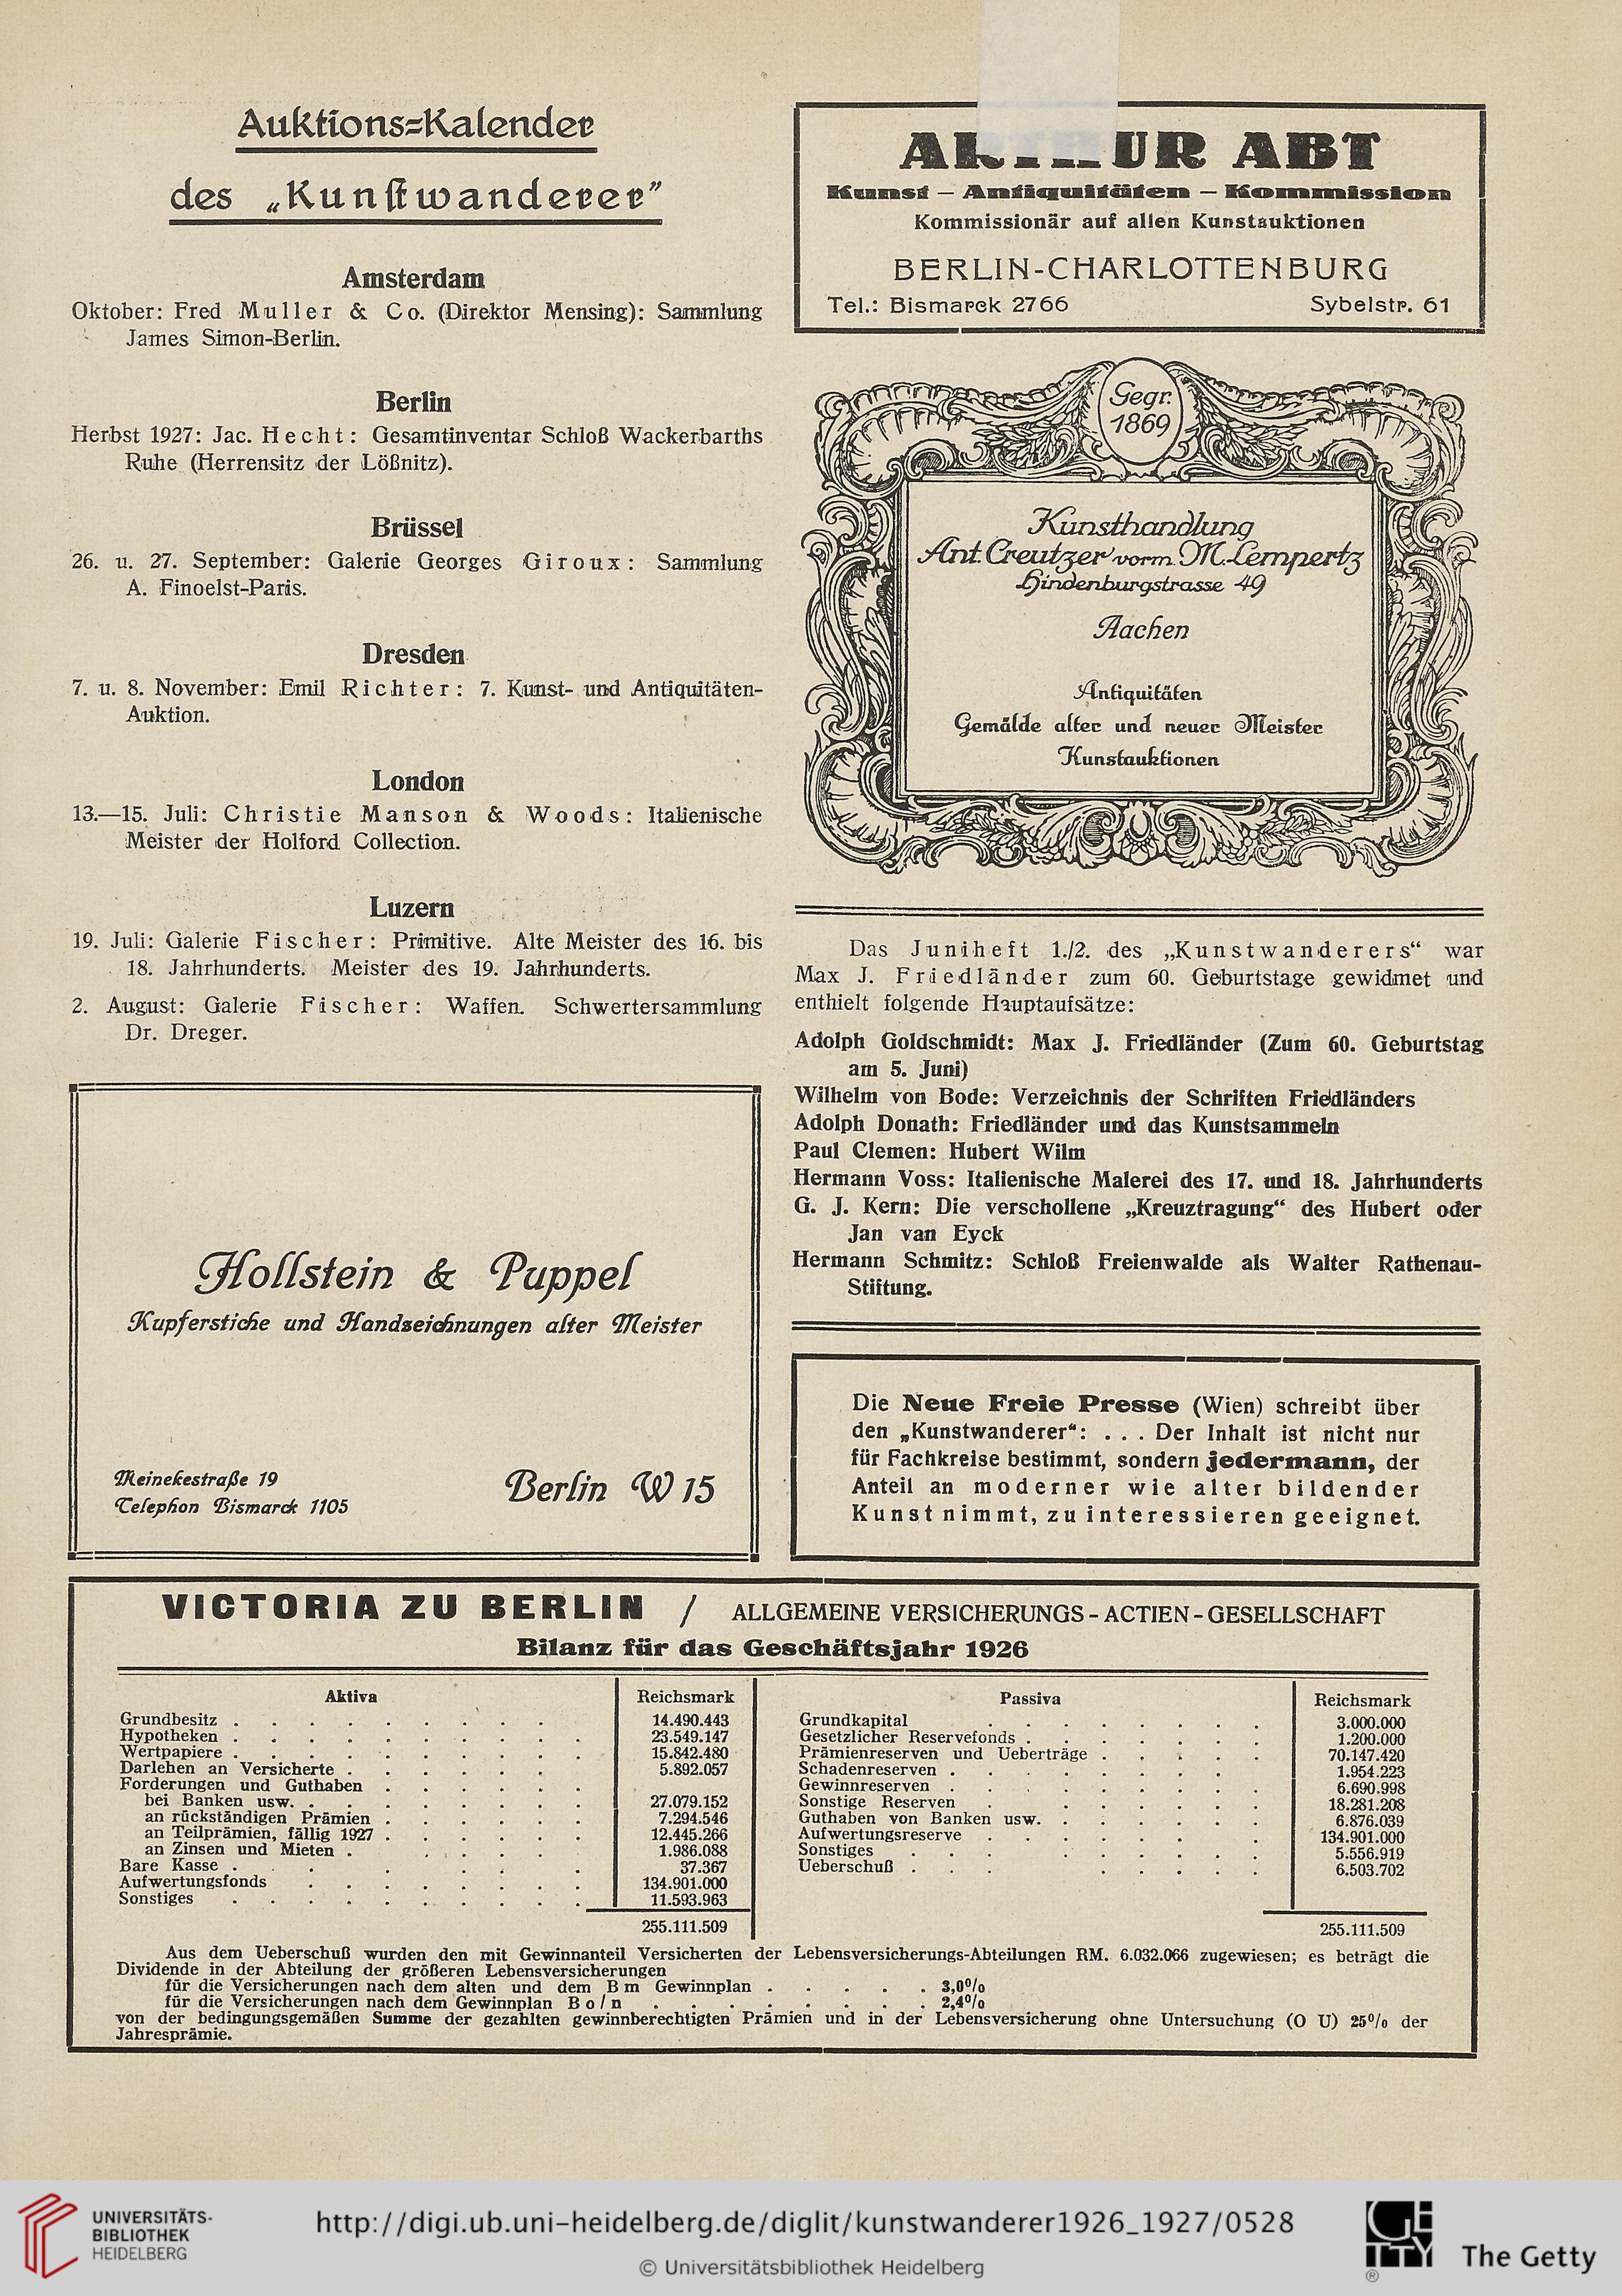 Auktions=Kalender
des „Kunstwanderer"
Amsterdam
Oktober: Fred Muller & Co. (Direktor Mensing): Sammlung
James Simon-Berlin.
Berlin
Herbst 1927: Jac. Hecht: Gesamtinventar Schloß Wackerbarths
Ruhe (Herrensitz der Lößnitz).
Brüssel
26. u. 27. September: Galerie Georges Giroux: Sammlung
A. Finoelst-Paris.
Dresden
7. u. 8. November: Emil Richter: 7. Kunst- und Antiquitäten-
Auktion.
London
13.—15. Juli: Christie Manson & Woods: Italienische
Meister der Holford Collection.
Luzern
19. Juli: Galerie Fischer: Primitive. Alte Meister des 16. bis
18. Jahrhunderts. Meister des 19. Jahrhunderts.
2. August: Galerie Fischer: Waffen. Schwertersammlung
Dr. Dreger.
Hollstein & Puppel
Kupferstiche und Handzeichnungen alter Meister
Meinekestraße 19
Telephon Bismarck 1105
Berlin W 15
ARTHUR ABT
Kunst — Antiquitäten — Kommission
Kommissionär auf allen Kunstauktionen
BERLIN-CHARLOTTENBURG
Tel.: Bismarck 2766 Sybelstr. 61
Gegr.
1869
Kunsthandlung
Ant. Creutzer vorm. M. Lempertz
Hindenburgstrasse 49
Aachen
Antiquitäten
Gemälde alter und neuer Meister
Kunstauktionen
Das Juniheft 1./2. des „Kunstwanderers“ war
Max J. Friedländer zum 60. Geburtstage gewidmet und
enthielt folgende Hauptaufsätze:
Adolph Goldschmidt: Max J. Friedländer (Zum 60. Geburtstag
am 5. Juni)
Wilhelm von Bode: Verzeichnis der Schriften Friedländers
Adolph Donath: Friedländer und das Kunstsammeln
Paul Clemen: Hubert Wilm
Hermann Voss: Italienische Malerei des 17. und 18. Jahrhunderts
G. J. Kern: Die verschollene „Kreuztragung“ des Hubert oder
Jan van Eyck
Hermann Schmitz: Schloß Freienwalde als Walter Rathenau-
Stiftung.
Die Neue Freie Presse (Wien) schreibt über
den „Kunstwanderer“: . . . Der Inhalt ist nicht nur
für Fachkreise bestimmt, sondern jedermann, der
Anteil an moderner wie alter bildender
Kunst nimmt, zu interessieren geeignet.
VICTORIA ZU BERLIN / ALLGEMEINE VERSICHERUNGS-ACTIEN-GESELLSCHAFT
Bilanz für das Geschäftsjahr 1926
Aktiva Reichsmark
Grundbesitz . 14.490.443
Hypotheken . 23.549.147
Wertpapiere . 15.842.480
Darlehen an Versicherte . 5.892.057
Forderungen und Guthaben
bei Banken usw. . 27.079.152
an rückständigen Prämien . 7.294.546
an Teilprämien, fällig 1927 . 12.445.266
an Zinsen und Mieten . 1.986.088
Bare Kasse . 37.367
Aufwertungsfonds 134.901.000
Sonstiges 11.593.963
255.111.509
Passiva Reichsmark
Grundkapital 3.000.000
Gesetzlicher Reservefonds . 1.200.000
Prämienreserven und Ueberträge . 70.147.420
Schadenreserven . 1.954.223
Gewinnreserven . 6.690.998
Sonstige Reserven 18.281.208
Guthaben von Banken usw. . 6.876.039
Aufwertungsreserve 134.901.000
Sonstiges 5.556.919
Ueberschuß . 6.503.702
255.111.509
Aus dem Ueberschuß wurden den mit Gewinnanteil Versicherten der Lebensversicherungs-Abteilungen RM. 6.032.066 zugewiesen; es beträgt die
Dividende in der Abteilung der größeren Lebensversicherungen
für die Versicherungen nach dem alten und dem B m Gewinnplan . . . . . 3,0%
für die Versicherungen nach dem Gewinnplan B o / n . . . . . . . . 2,4%
von der bedingungsgemäßen Summe der gezahlten gewinnberechtigten Prämien und in der Lebensversicherung ohne Untersuchung (O U) 25% der
Jahresprämie.
UNIVERSITÄTS-
BIBLIOTHEK
HEIDELBERG
http://digi.ub.uni-heidelberg.de/diglit/kunstwanderer1926_1927/0528
© Universitätsbibliothek Heidelberg
GETTY
®
The Getty